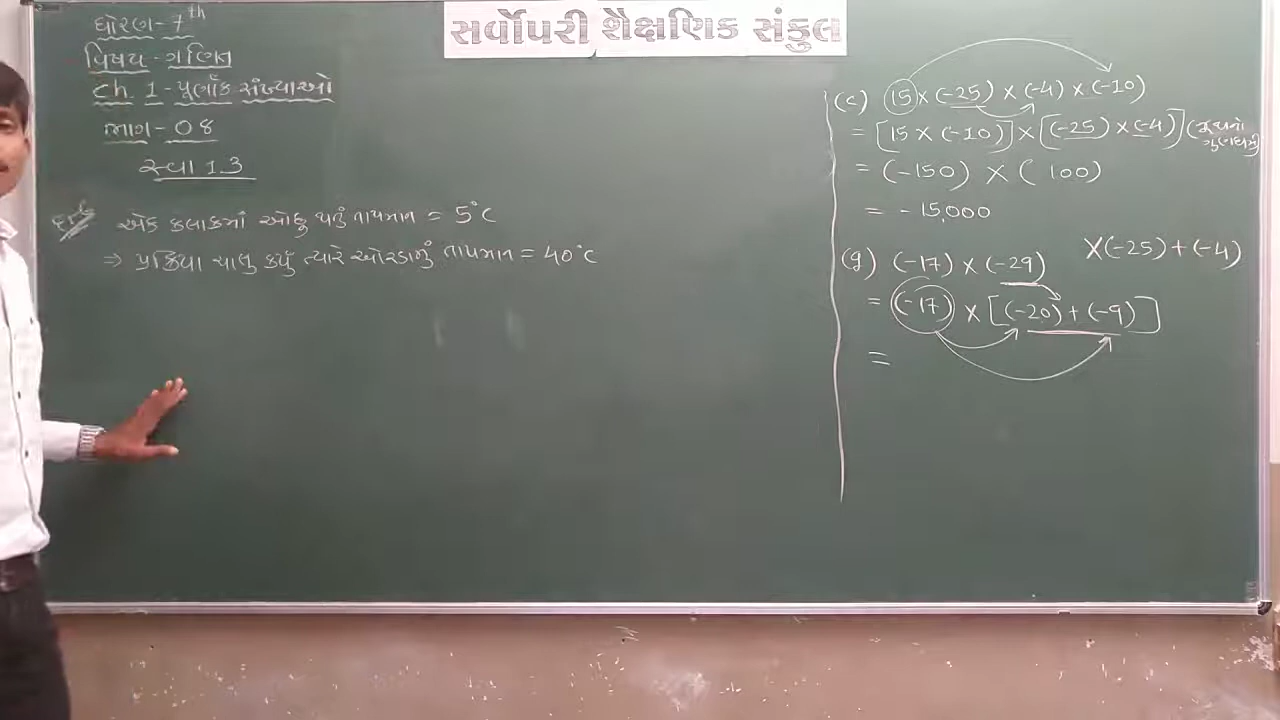 સર્વોપરી શૈક્ષણિક સંકુલ
ધોરણ - 7th
વિષય - ગણિત
Ch. 1 - પૂર્ણાંક સંખ્યાઓ
ભાગ - 08
સ્વા 1.3
એક કલાકમાં ઓછુ થતું તાપમાન = 5°C
⇒ પ્રક્રિયા ચાલુ કર્યું ત્યારે ઓરડાનું તાપમાન = 40°C
(c) 15 × (-25) × (-4) × (-10)
= [15 × (-10)] × [(-25) × (-4)]
= (-150) × ( 100)
= - 15,000
×(-25) + (-4)
(g) (-17) × (-29)
= (-17) × [(-20) + (-9)]
=